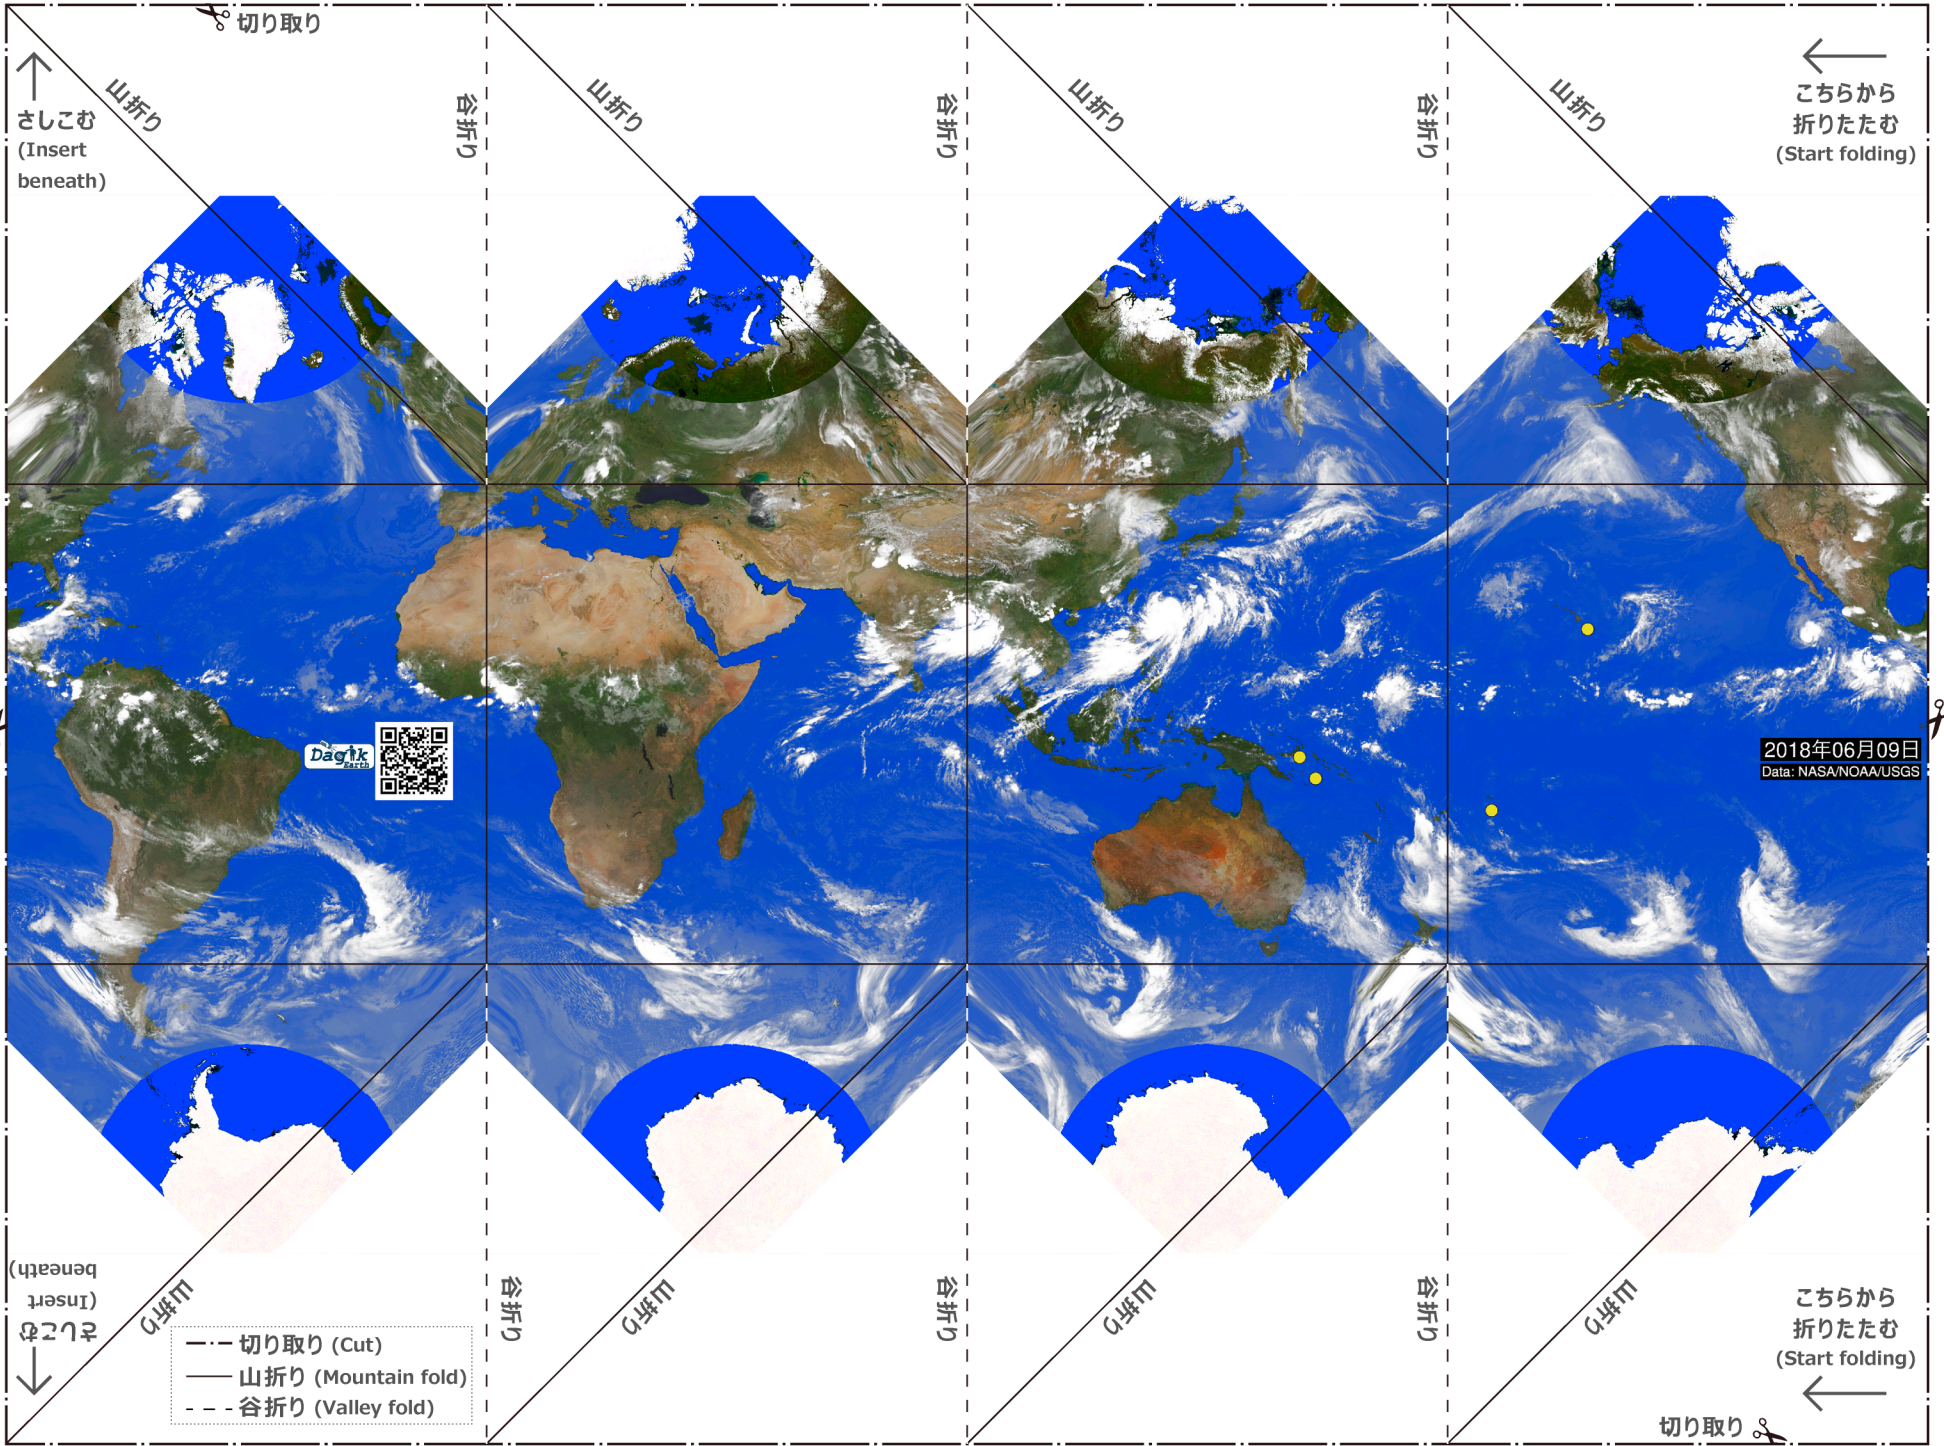 切り取り
山折り
谷折り
山折り
谷折り
山折り
谷折り
山折り
さしこむ
(Insert
beneath)
こちらから
折りたたむ
(Start folding)
Dagik
Earth
2018年06月09日
Data: NASA/NOAA/USGS
さしこむ
(Insert
beneath)
山折り
谷折り
山折り
谷折り
山折り
谷折り
山折り
こちらから
折りたたむ
(Start folding)
切り取り (Cut)
山折り (Mountain fold)
谷折り (Valley fold)
切り取り